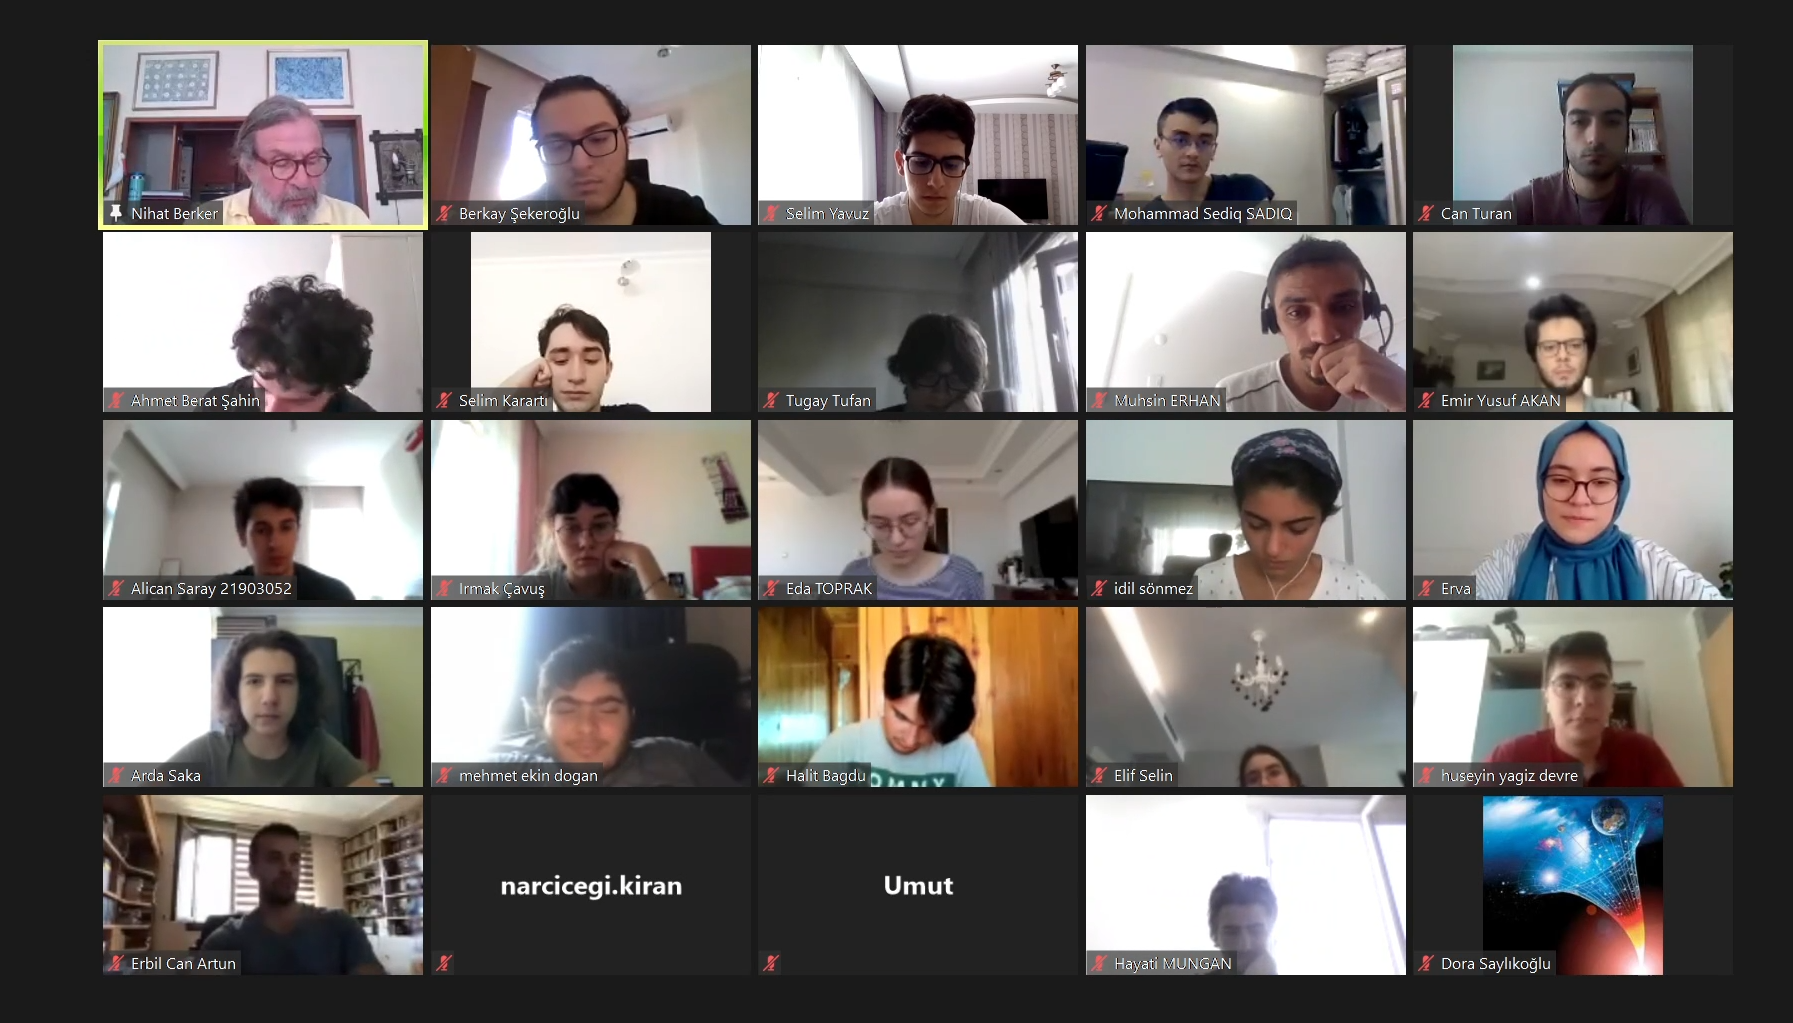 Nihat Berker
Berkay Şekeroğlu
Selim Yavuz
Mohammad Sediq SADIQ
Can Turan
Ahmet Berat Şahin
Selim Karartı
Tugay Tufan
Muhsin ERHAN
Emir Yusuf AKAN
Alican Saray 21903052
Irmak Çavuş
Eda TOPRAK
idil sönmez
Erva
Arda Saka
mehmet ekin dogan
Halit Bagdu
Elif Selin
huseyin yagiz devre
Erbil Can Artun
narcicegi.kiran
Umut
Hayati MUNGAN
Dora Saylıkoğlu